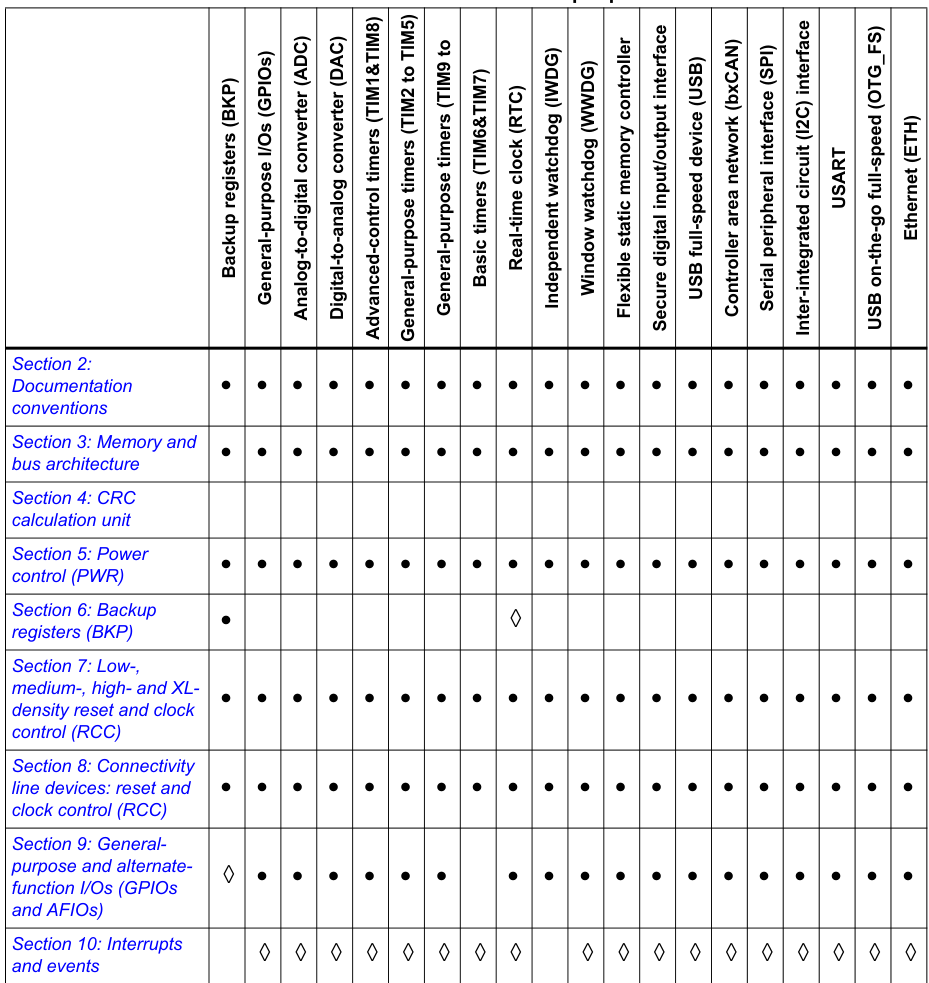 Backup registers (BKP)
General-purpose I/Os (GPIOs)
Analog-to-digital converter (ADC)
Digital-to-analog converter (DAC)
Advanced-control timers (TIM1&TIM8)
General-purpose timers (TIM2 to TIM5)
General-purpose timers (TIM9 to
Basic timers (TIM6&TIM7)
Real-time clock (RTC)
Independent watchdog (IWDG)
Window watchdog (WWDG)
Flexible static memory controller
Secure digital input/output interface
USB full-speed device (USB)
Controller area network (bxCAN)
Serial peripheral interface (SPI)
Inter-integrated circuit (I2C) interface
USART
USB on-the-go full-speed (OTG_FS)
Ethernet (ETH)
Section 2:
Documentation
conventions
● ● ● ● ● ● ● ● ● ● ● ● ● ● ● ● ● ● ● ●
Section 3: Memory and
bus architecture
● ● ● ● ● ● ● ● ● ● ● ● ● ● ● ● ● ● ● ●
Section 4: CRC
calculation unit
Section 5: Power
control (PWR)
● ● ● ● ● ● ● ● ● ● ● ● ● ● ● ● ● ● ● ●
Section 6: Backup
registers (BKP)
● ◊
Section 7: Low-,
medium-, high- and XL-
density reset and clock
control (RCC)
● ● ● ● ● ● ● ● ● ● ● ● ● ● ● ● ● ● ● ●
Section 8: Connectivity
line devices: reset and
clock control (RCC)
● ● ● ● ● ● ● ● ● ● ● ● ● ● ● ● ● ● ● ●
Section 9: General-
purpose and alternate-
function I/Os (GPIOs
and AFIOs)
◊ ● ● ● ● ● ● ● ● ● ● ● ● ● ● ● ● ● ●
Section 10: Interrupts
and events
◊ ◊ ◊ ◊ ◊ ◊ ◊ ◊ ◊ ◊ ◊ ◊ ◊ ◊ ◊ ◊ ◊ ◊